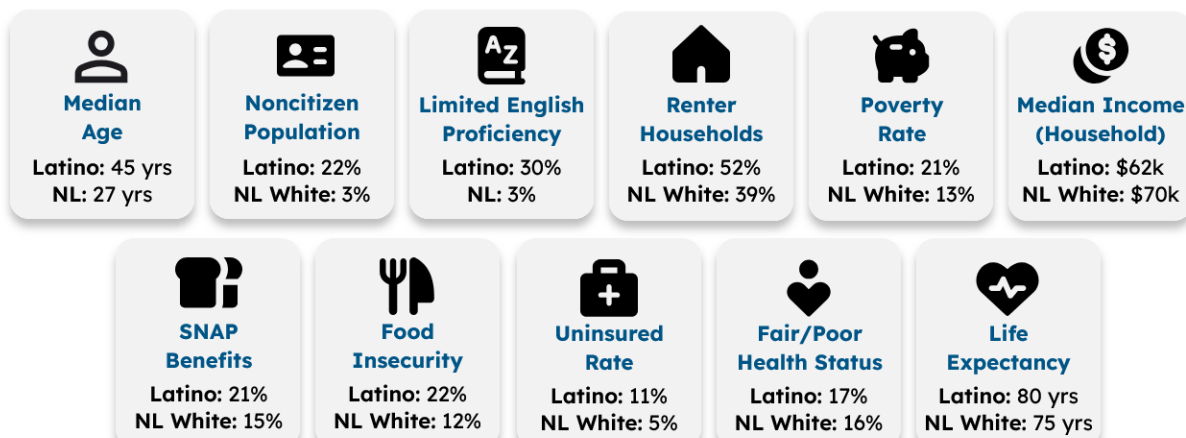 A Z
$
Median
Age
Latino: 45 yrs
NL: 27 yrs
Noncitizen
Population
Latino: 22%
NL White: 3%
Limited English
Proficiency
Latino: 30%
NL: 3%
Renter
Households
Latino: 52%
NL White: 39%
Poverty
Rate
Latino: 21%
NL White: 13%
Median Income
(Household)
Latino: $62k
NL White: $70k
SNAP
Benefits
Latino: 21%
NL White: 15%
Food
Insecurity
Latino: 22%
NL White: 12%
Uninsured
Rate
Latino: 11%
NL White: 5%
Fair/Poor
Health Status
Latino: 17%
NL White: 16%
Life
Expectancy
Latino: 80 yrs
NL White: 75 yrs